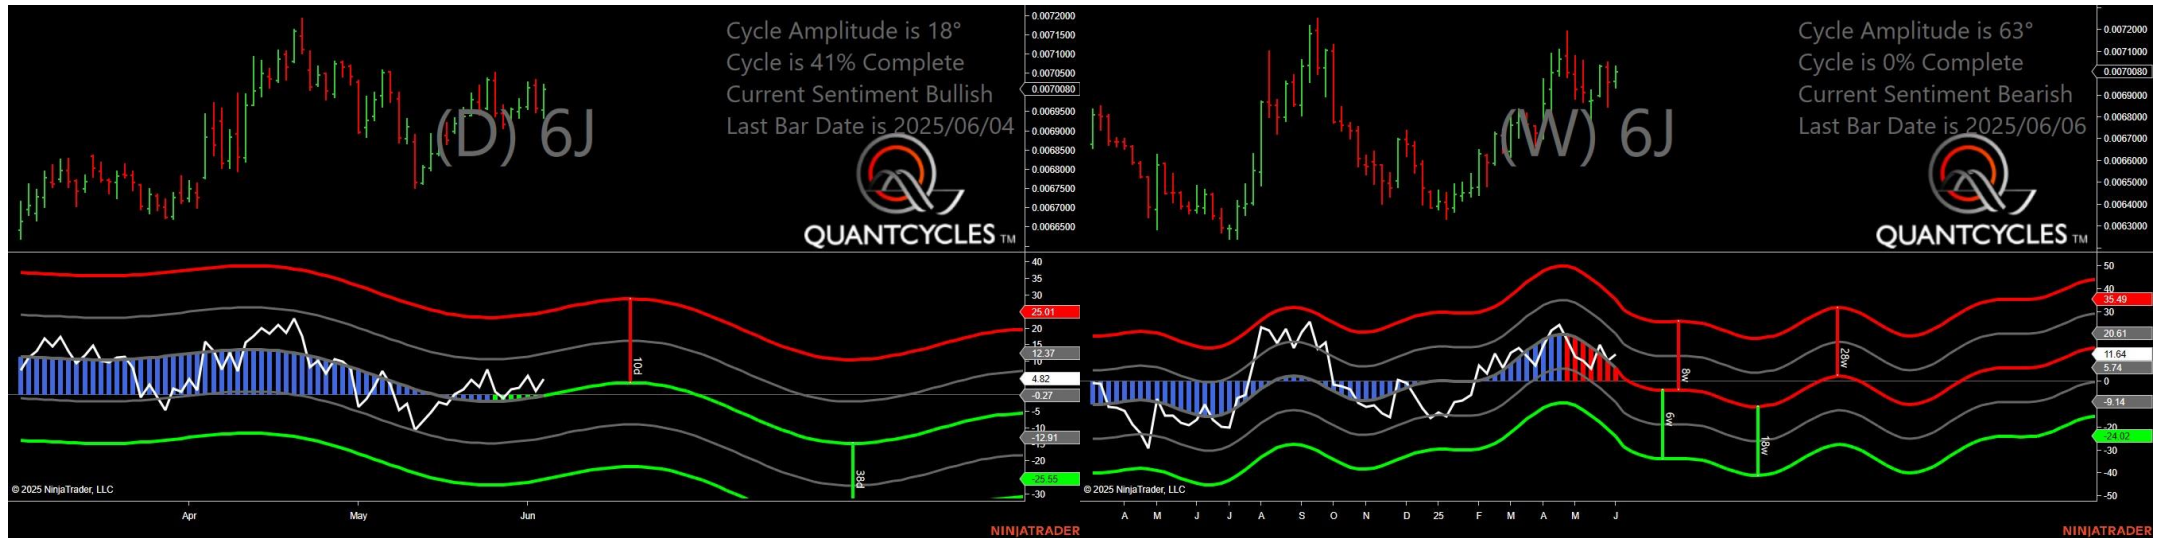 Cycle Amplitude is 18°
Cycle is 41% Complete
Current Sentiment Bullish
Last Bar Date is 2025/06/04
(D) 6J
QUANTCYCLES TM
0.0072000
0.0071500
0.0071000
0.0070500
0.0070080
0.0069500
0.0069000
0.0068500
0.0068000
0.0067500
0.0067000
0.0066500
40
35
30
25.01
20
15
12.37
10
4.82
-0.27
-5
-10
-12.91
-20
-25.55
-30
10d
38d
© 2025 NinjaTrader, LLC
Apr
May
Jun
NINJATRADER
Cycle Amplitude is 63°
Cycle is 0% Complete
Current Sentiment Bearish
Last Bar Date is 2025/06/06
(W) 6J
QUANTCYCLES TM
0.0072000
0.0071000
0.0070080
0.0069000
0.0068000
0.0067000
0.0066000
0.0065000
0.0064000
0.0063000
50
40
35.49
30
20.61
11.64
5.74
0
-9.14
-20
-24.02
-30
-40
-50
8w
6w
18w
28w
© 2025 NinjaTrader, LLC
A
M
J
J
A
S
O
N
D
25
F
M
A
M
J
NINJATRADER